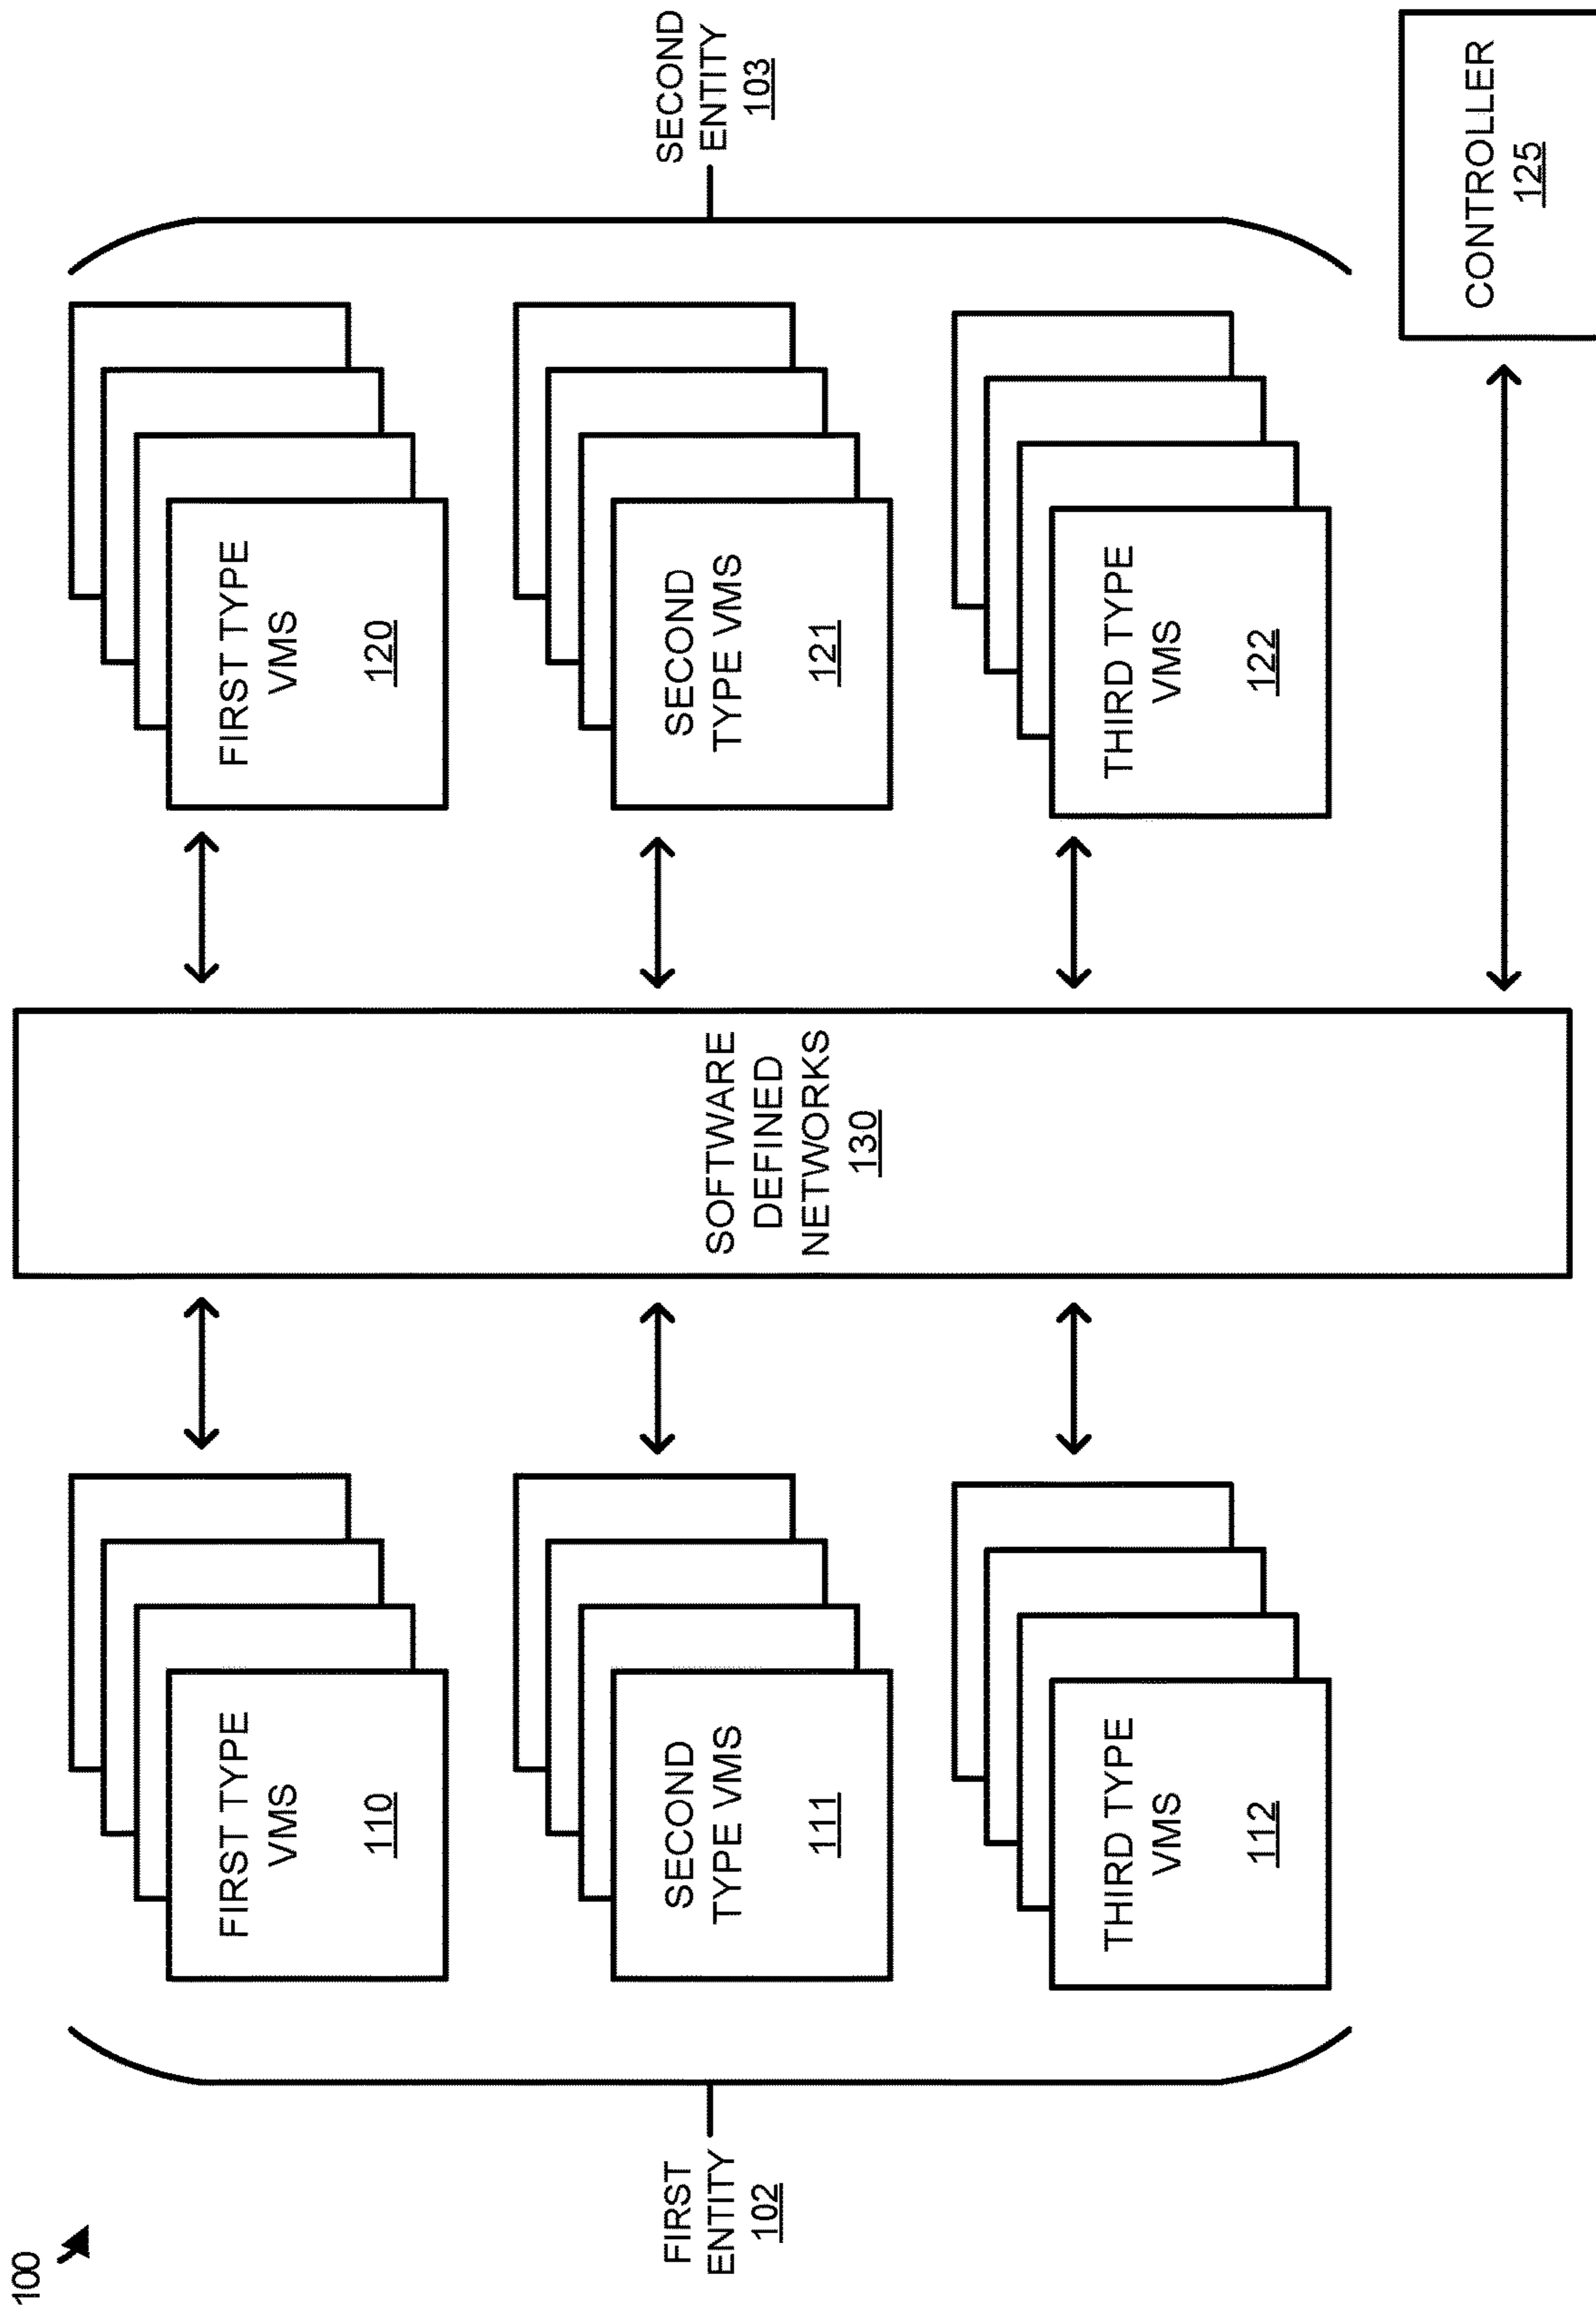 100
FIRST
ENTITY
102
FIRST TYPE
VMS
110
SECOND
TYPE VMS
111
THIRD TYPE
VMS
112
SOFTWARE
DEFINED
NETWORKS
130
FIRST TYPE
VMS
120
SECOND
TYPE VMS
121
THIRD TYPE
VMS
122
SECOND
ENTITY
103
CONTROLLER
125